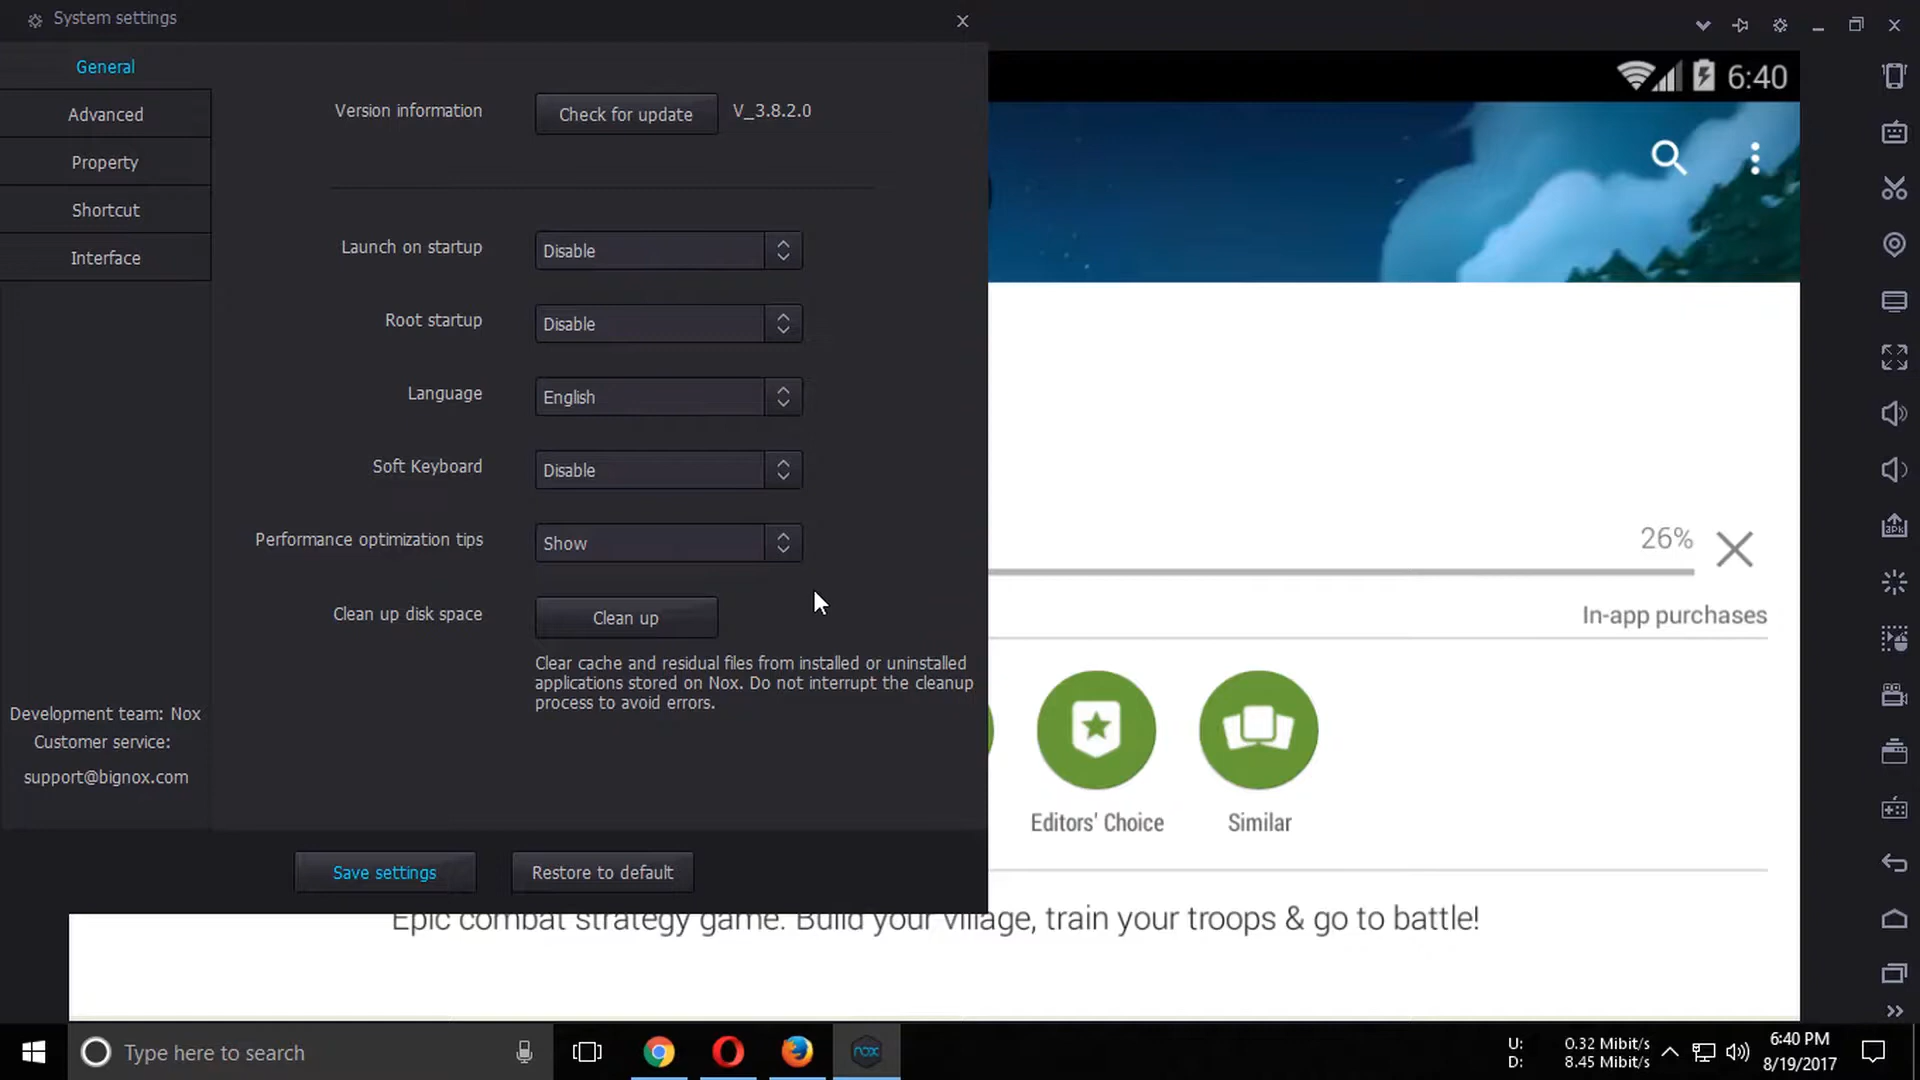 System settings
General
Advanced
Property
Shortcut
Interface
Version information
Check for update
V_3.8.2.0
Launch on startup
Disable
Root startup
Disable
Language
English
Soft Keyboard
Disable
Performance optimization tips
Show
Clean up disk space
Clean up
Clear cache and residual files from installed or uninstalled
applications stored on Nox. Do not interrupt the cleanup
process to avoid errors.
Development team: Nox
Customer service:
support@bignox.com
Save settings
Restore to default
6:40
26%
In-app purchases
Editors' Choice
Similar
Epic combat strategy game. Build your village, train your troops & go to battle!
Type here to search
nox
U: 0.32 Mibit/s
D: 8.45 Mibit/s
6:40 PM
8/19/2017